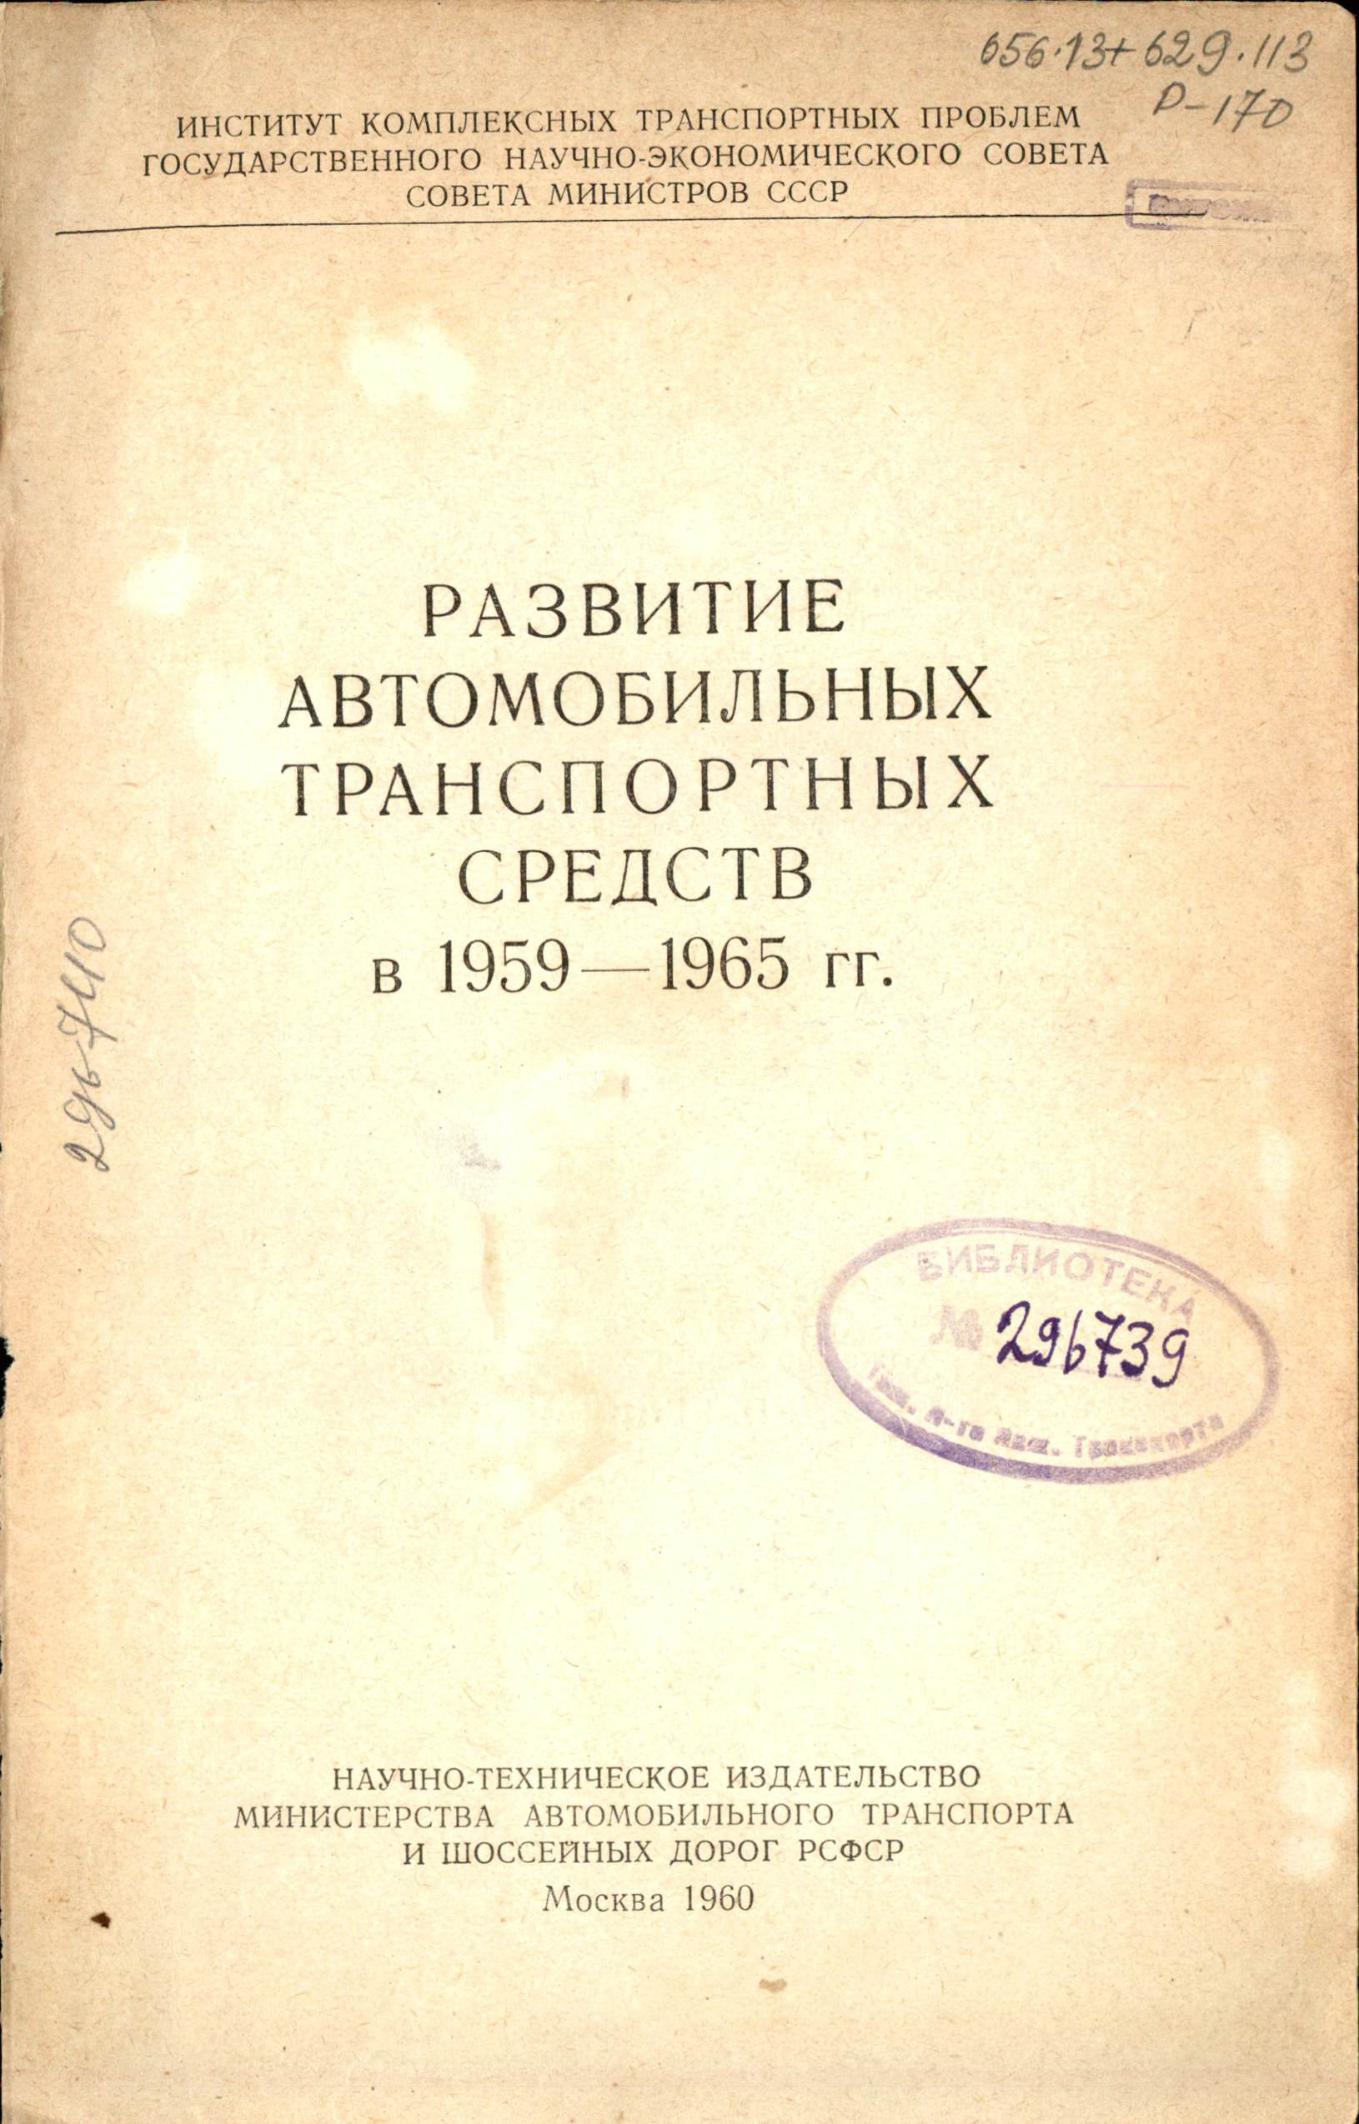 656.13+629.113
Р-170
ИНСТИТУТ КОМПЛЕКСНЫХ ТРАНСПОРТНЫХ ПРОБЛЕМ
ГОСУДАРСТВЕННОГО НАУЧНО-ЭКОНОМИЧЕСКОГО СОВЕТА
СОВЕТА МИНИСТРОВ СССР
РАЗВИТИЕ
АВТОМОБИЛЬНЫХ
ТРАНСПОРТНЫХ
СРЕДСТВ
в 1959—1965 гг.
296740
БИБЛИОТЕКА
№ 296739
НАУЧНО-ТЕХНИЧЕСКОЕ ИЗДАТЕЛЬСТВО
МИНИСТЕРСТВА АВТОМОБИЛЬНОГО ТРАНСПОРТА
И ШОССЕЙНЫХ ДОРОГ РСФСР
Москва 1960